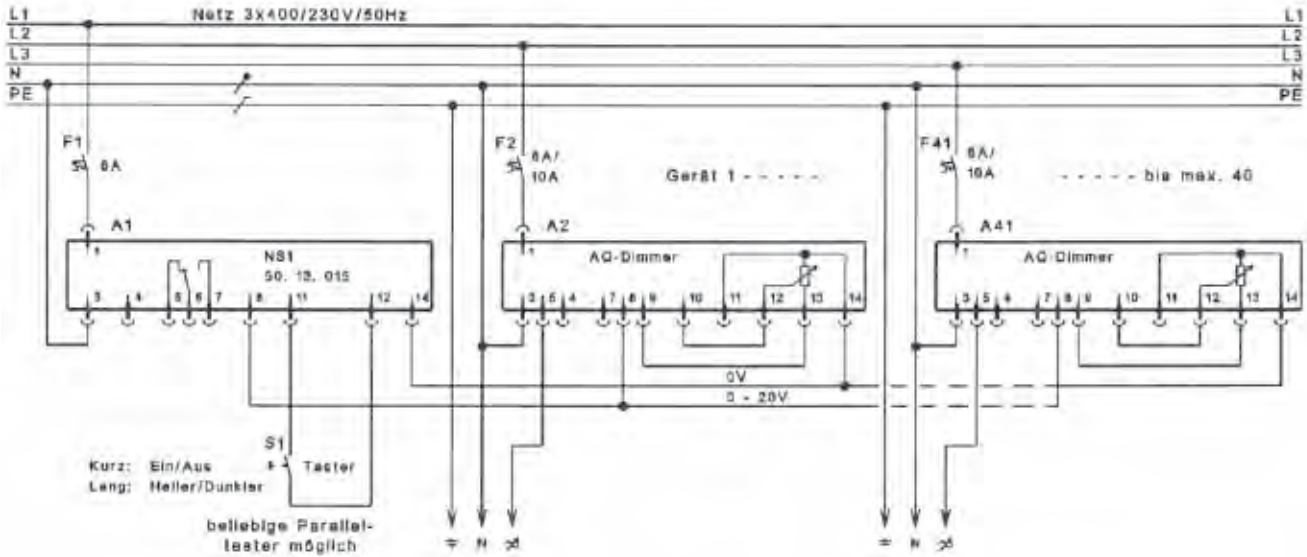 L1 Netz 3x400/230V/50Hz L1
L2 L2
L3 L3
N N
PE PE
F1 6A
F2 6A/
10A
Gerät 1 - - - - -
F41 6A/
10A
- - - - - bis max. 40
A1
A2
A41
1
NS1
50. 13. 015
3 4 5 6 7 8 11 12 14
1
AG-Dimmer
3 5 4 7 8 9 10 11 12 13 14
1
AG-Dimmer
3 5 6 7 8 9 10 11 12 13 14
0V
0 - 20V
S1
Taster
Kurz: Ein/Aus
Lang: Heller/Dunkler
beliebige Parallel-
taster möglich
N
N